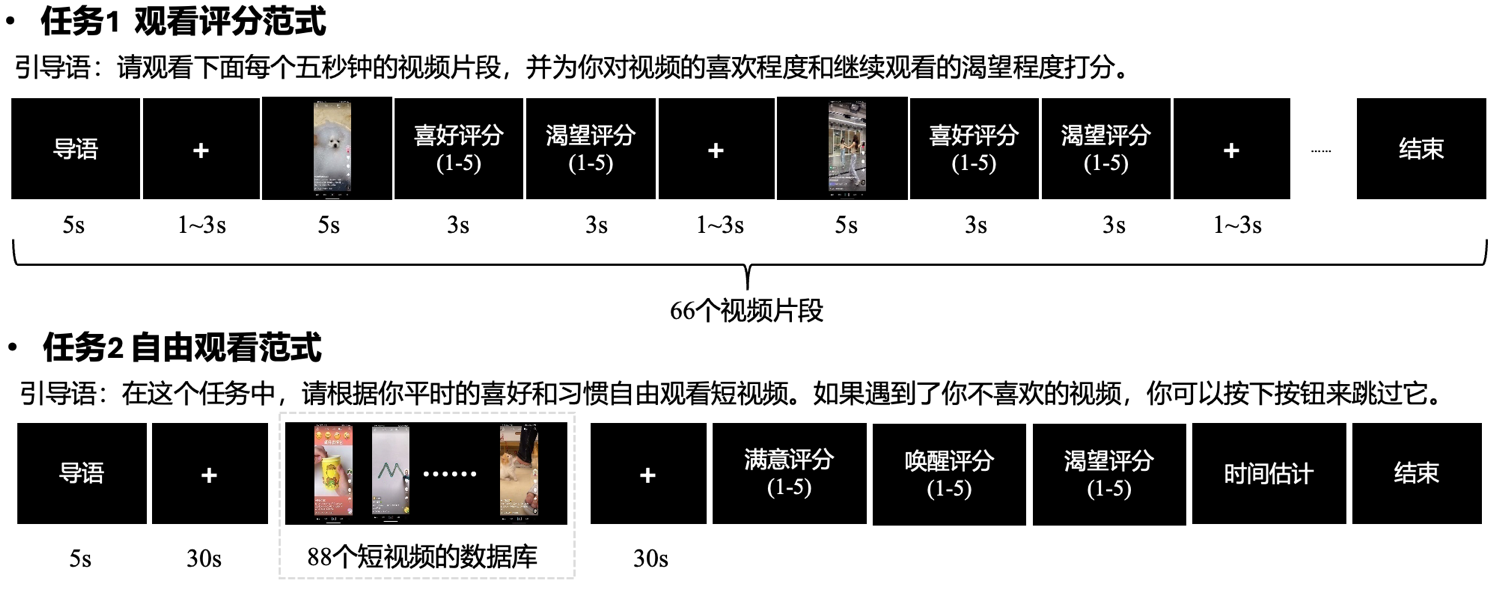 • 任务1 观看评分范式
引导语：请观看下面每个五秒钟的视频片段，并为你对视频的喜欢程度和继续观看的渴望程度打分。
导语 + 喜好评分 渴望评分 + 喜好评分 渴望评分 + ...... 结束
(1-5) (1-5) (1-5) (1-5)
5s 1~3s 5s 3s 3s 1~3s 5s 3s 3s 1~3s
66个视频片段
• 任务2 自由观看范式
引导语：在这个任务中，请根据你平时的喜好和习惯自由观看短视频。如果遇到了你不喜欢的视频，你可以按下按钮来跳过它。
导语 + ...... + 满意评分 唤醒评分 渴望评分 时间估计 结束
(1-5) (1-5) (1-5)
5s 30s 88个短视频的数据库 30s